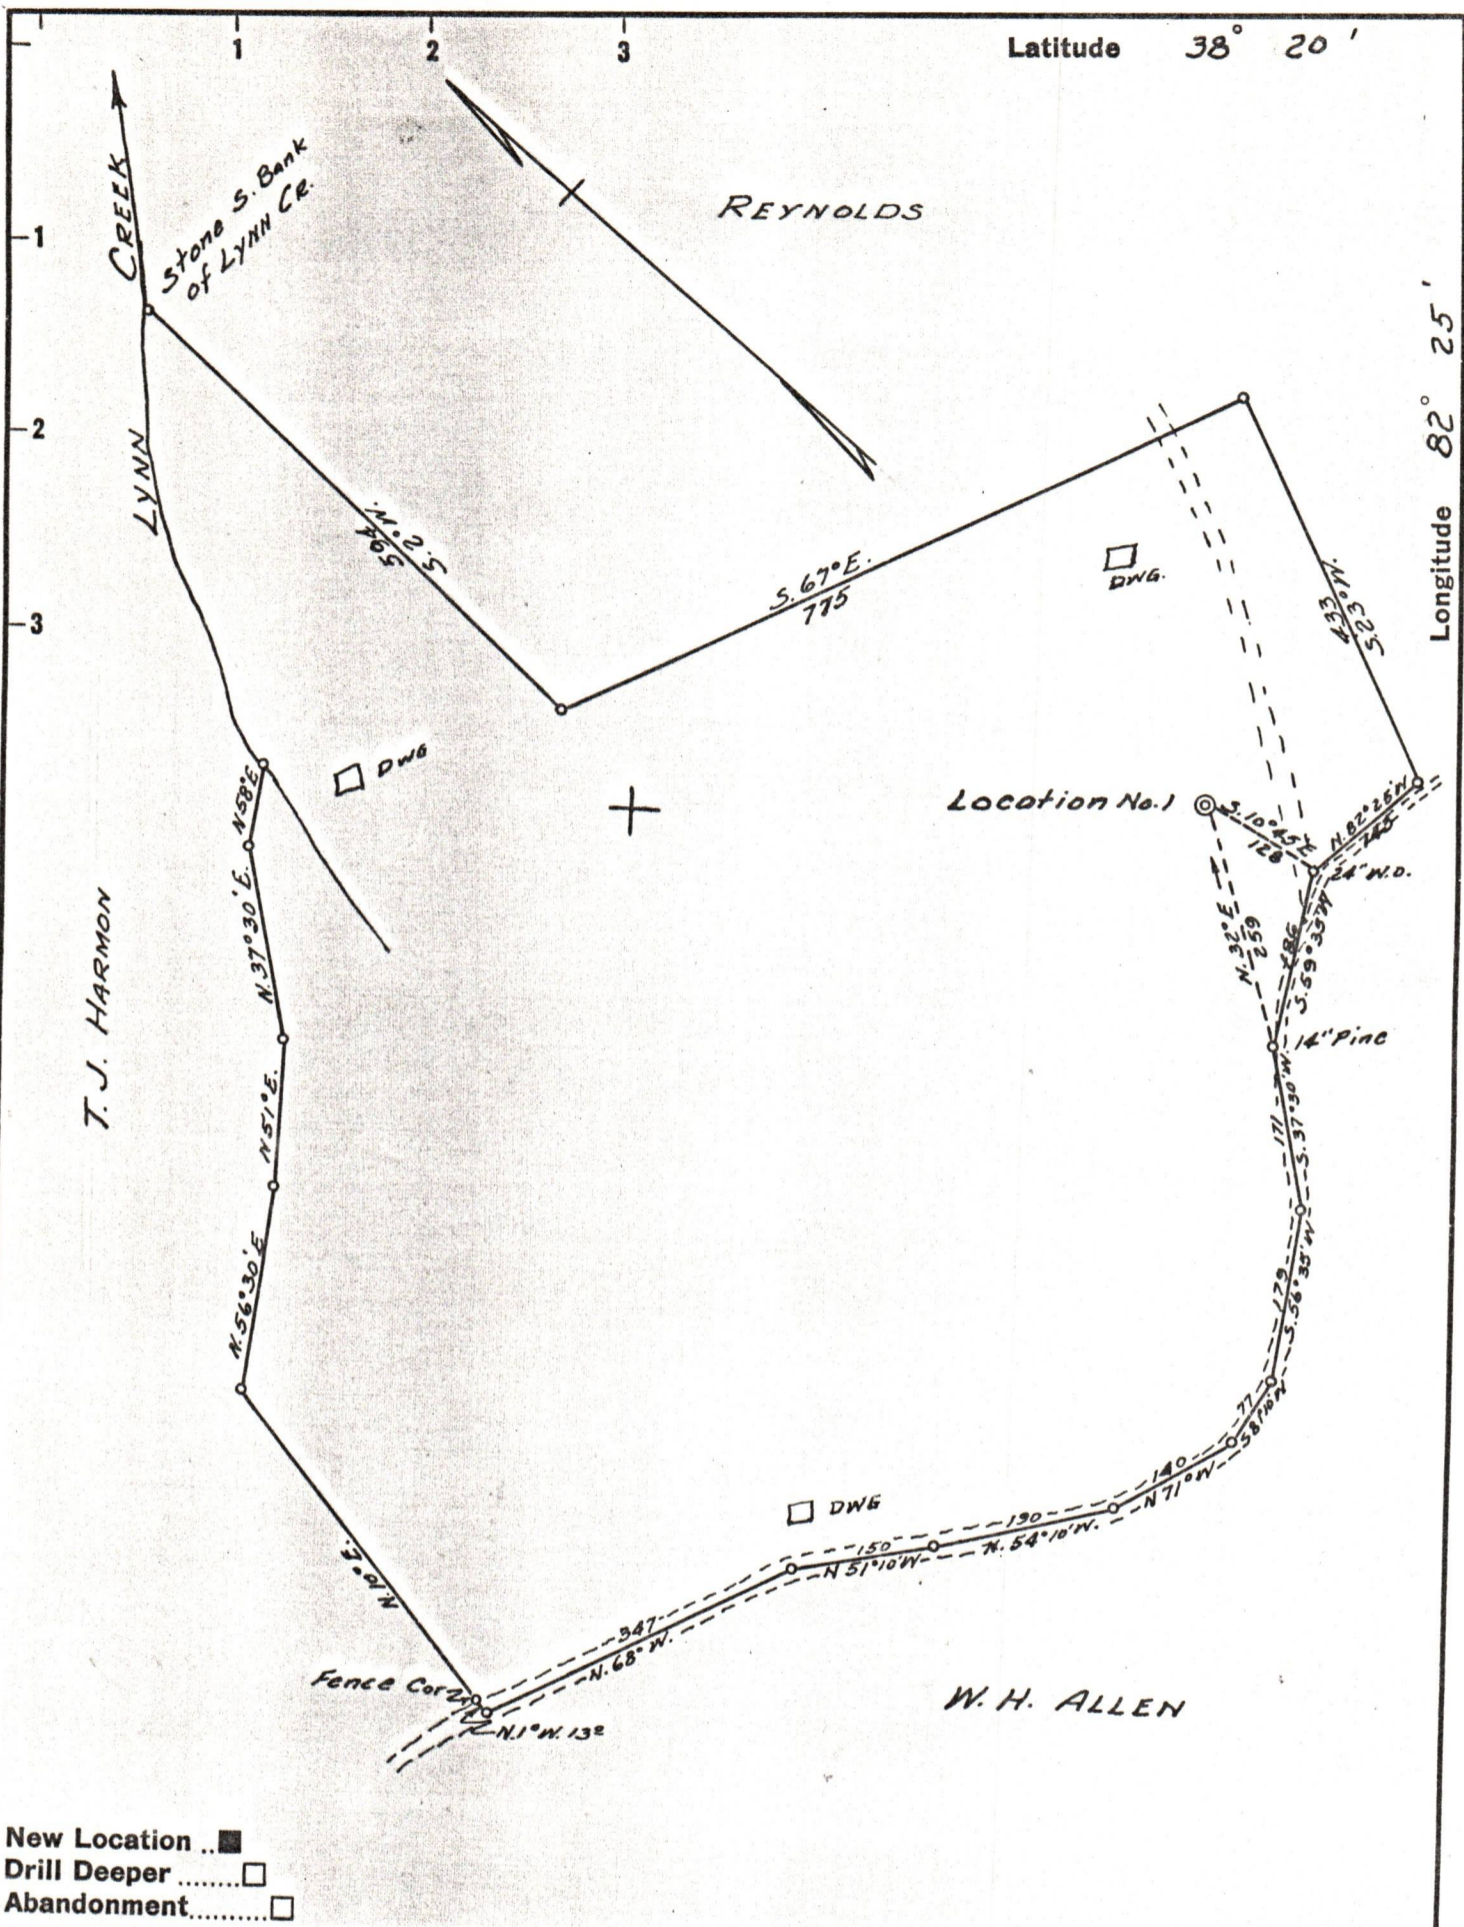 1
2
3
Latitude 38° 20'
CREEK
Stone S. Bank
of LYNN CR.
REYNOLDS
1
2
3
Longitude 82° 25'
LYNN
S. 2° W.
594
S. 67° E.
775
DWG.
433
S. 23° W.
DWG
N 58° E
Location No. 1
S. 10° 45' E
128
N. 82° 25' W
145
24" W.O.
N. 37° 30' E.
N. 32° E
259
186
S. 59° 35' W
T. J. HARMON
14" Pine
N 51° E.
171
S. 37° 30' W.
N. 56° 30' E
179
S. 56° 35' W
77
140
N 71° W
DWG
190
N. 54° 10' W.
150
N 51° 10' W
N. 10° E.
347
N. 68° W.
Fence Cor
N. 1° W. 13²
W. H. ALLEN
New Location ..■
Drill Deeper ........□
Abandonment..........□